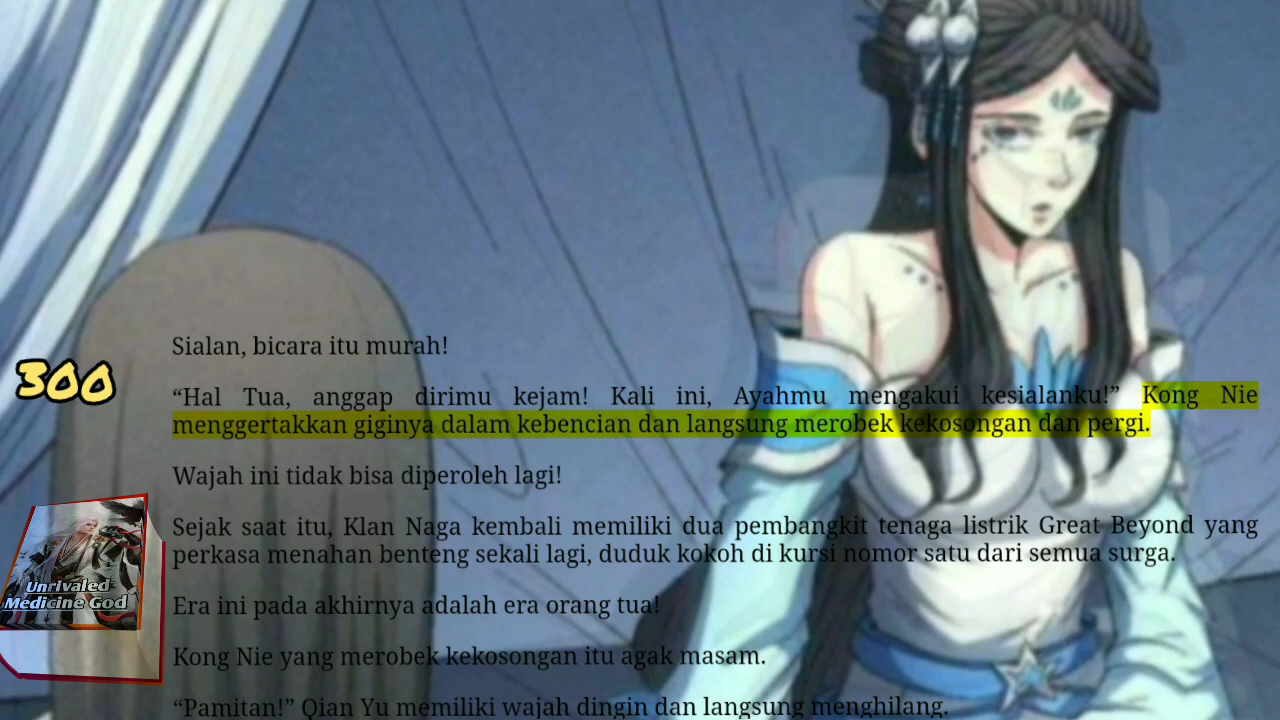 Sialan, bicara itu murah!
“Hal Tua, anggap dirimu kejam! Kali ini, Ayahmu mengakui kesialanku!” Kong Nie
menggertakkan giginya dalam kebencian dan langsung merobek kekosongan dan pergi.
300
Wajah ini tidak bisa diperoleh lagi!
Sejak saat itu, Klan Naga kembali memiliki dua pembangkit tenaga listrik Great Beyond yang
perkasa menahan benteng sekali lagi, duduk kokoh di kursi nomor satu dari semua surga.
Unrivaled
Medicine God
Era ini pada akhirnya adalah era orang tua!
Kong Nie yang merobek kekosongan itu agak masam.
“Pamitan!” Qian Yu memiliki wajah dingin dan langsung menghilang.